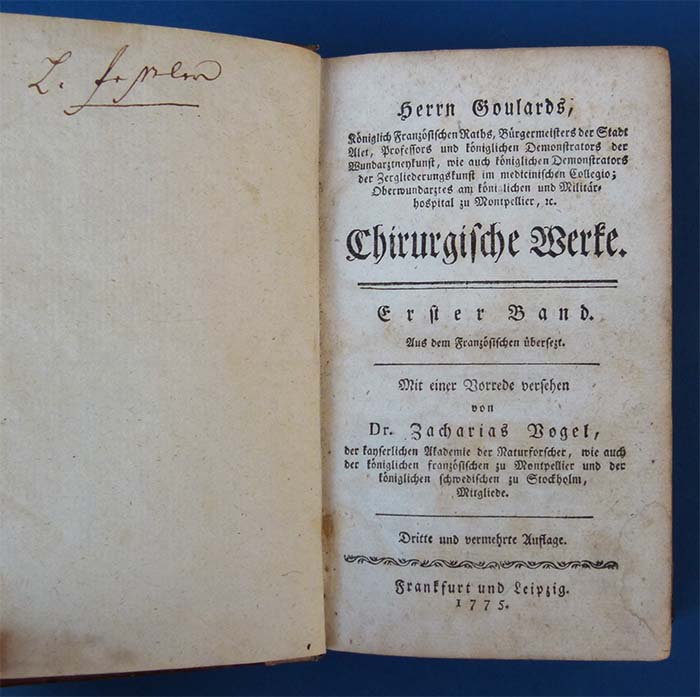 Herrn Goulards,
Königlich Französischen Raths, Bürgermeisters der Stadt
Alet, Professors und königlichen Demonstrators der
Wundarzneykunst, wie auch königlichen Demonstrators
der Zergliederungskunst im medicinischen Collegio;
Oberwundarztes am königlichen und Militär-
hospital zu Montpellier, ꝛc.
Chirurgische Werke.
Erster Band.
Aus dem Französischen übersezt.
Mit einer Vorrede versehen
von
Dr. Zacharias Vogel,
der kayserlichen Akademie der Naturforscher, wie auch
der königlichen französischen zu Montpellier und der
königlichen schwedischen zu Stockholm,
Mitgliede.
Dritte und vermehrte Auflage.
Frankfurt und Leipzig.
1775.